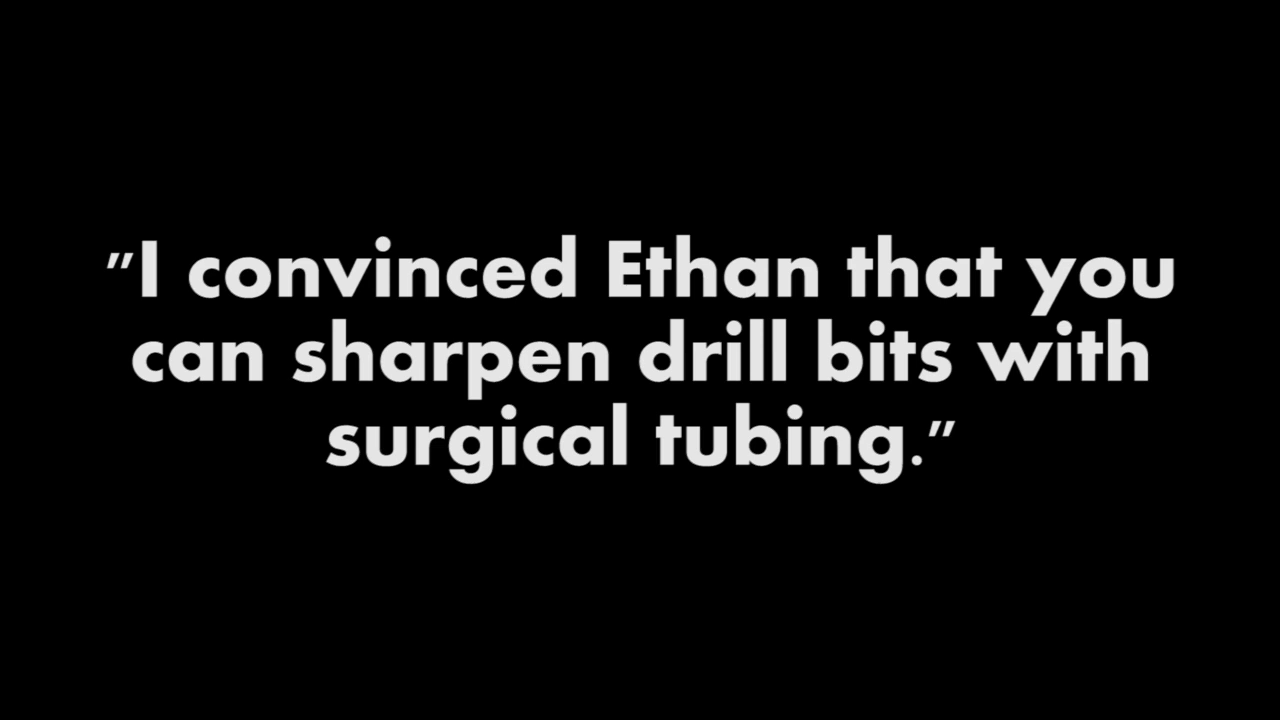 "I convinced Ethan that you
can sharpen drill bits with
surgical tubing."